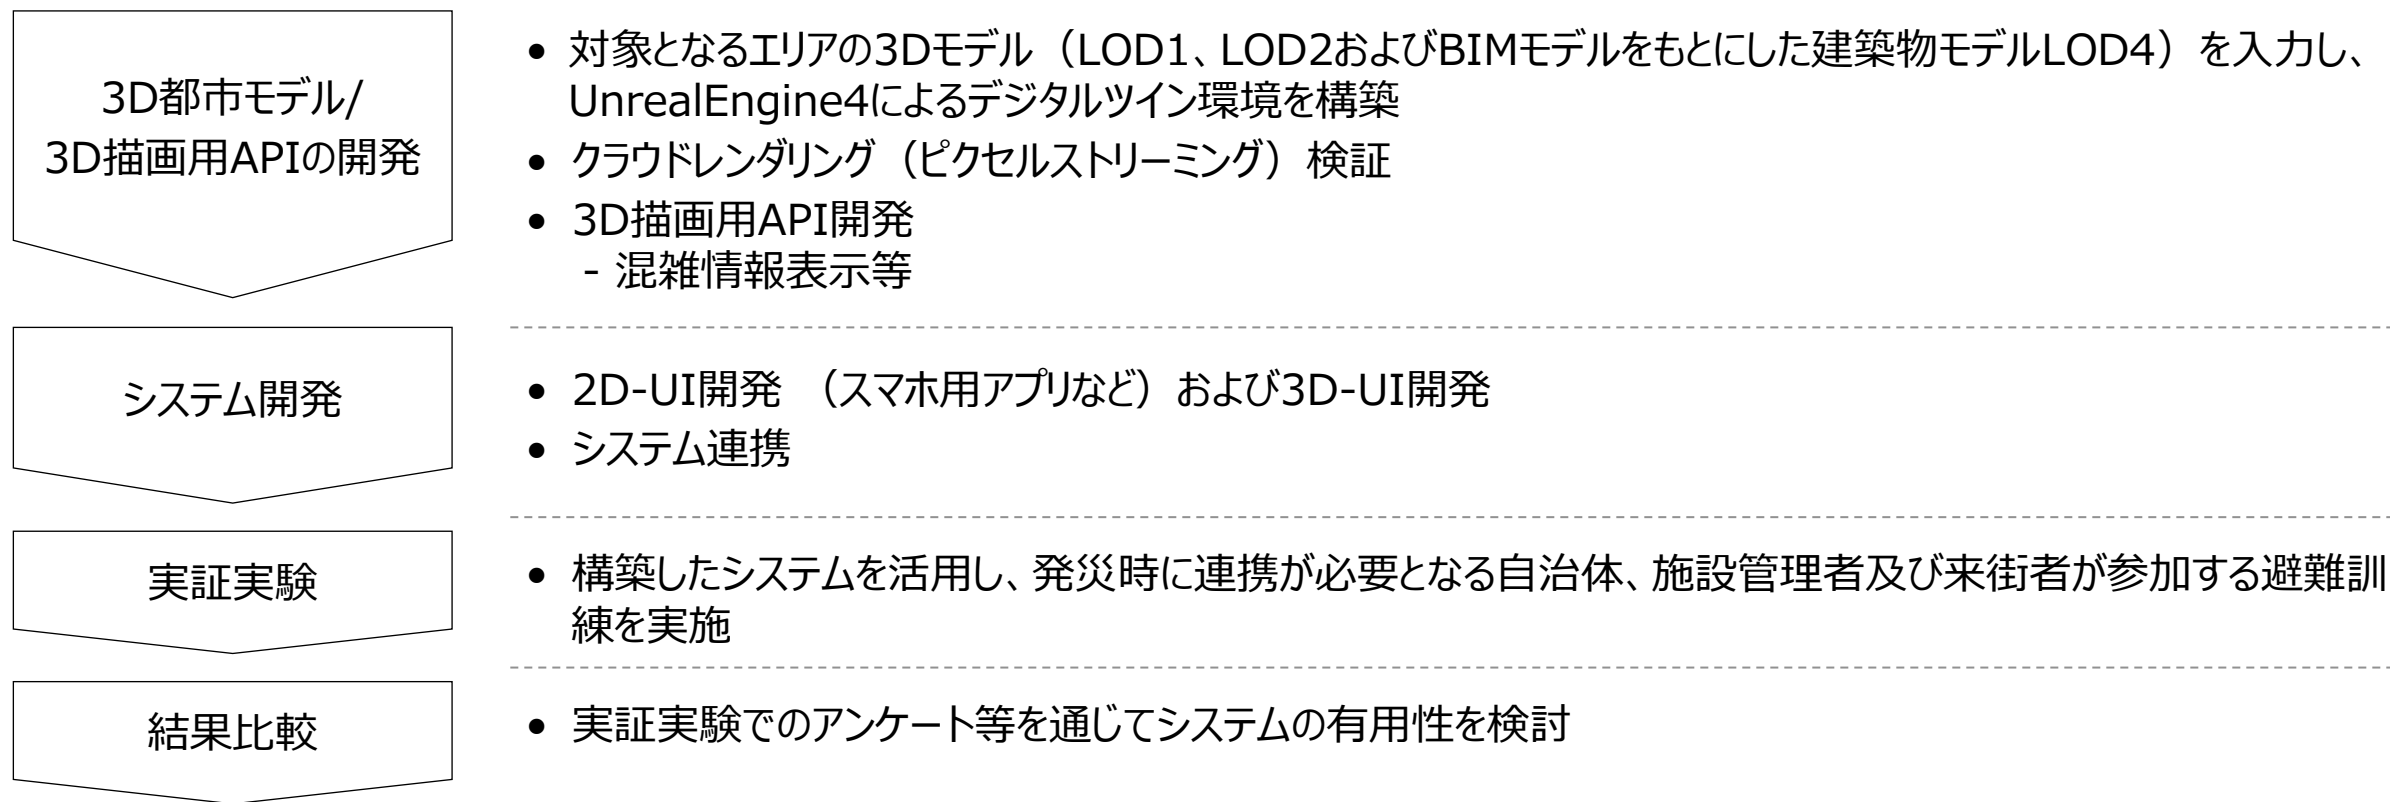 3D都市モデル/
3D描画用APIの開発
● 対象となるエリアの3Dモデル（LOD1、LOD2およびBIMモデルをもとにした建築物モデルLOD4）を入力し、
UnrealEngine4によるデジタルツイン環境を構築
● クラウドレンダリング（ピクセルストリーミング）検証
● 3D描画用API開発
- 混雑情報表示等
システム開発
● 2D-UI開発 （スマホ用アプリなど）および3D-UI開発
● システム連携
実証実験
● 構築したシステムを活用し、発災時に連携が必要となる自治体、施設管理者及び来街者が参加する避難訓
練を実施
結果比較
● 実証実験でのアンケート等を通じてシステムの有用性を検討